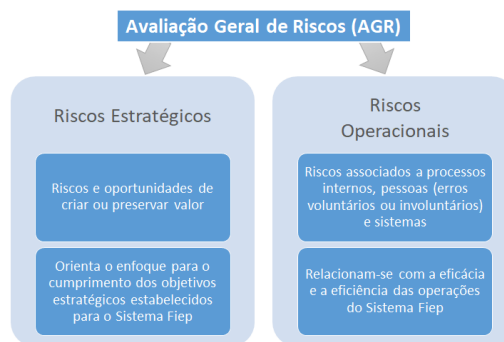 Avaliação Geral de Riscos (AGR)
Riscos Estratégicos
Riscos e oportunidades de
criar ou preservar valor
Orienta o enfoque para o
cumprimento dos objetivos
estratégicos estabelecidos
para o Sistema Fiep
Riscos
Operacionais
Riscos associados a processos
internos, pessoas (erros
voluntários ou involuntários)
e sistemas
Relacionam-se com a eficácia
e a eficiência das operações
do Sistema Fiep